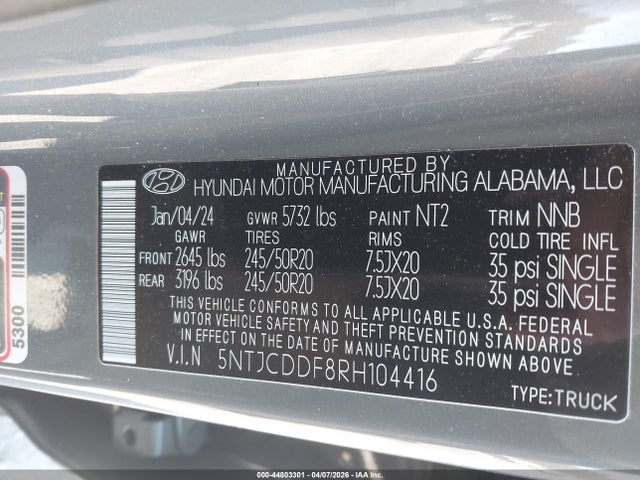 MANUFACTURED BY
HYUNDAI MOTOR MANUFACTURING ALABAMA, LLC
Jan/04/24 GVWR 5732 lbs PAINT NT2 TRIM NNB
GAWR TIRES RIMS COLD TIRE INFL
FRONT 2645 lbs 245/50R20 7.5JX20 35 psi SINGLE
REAR 3196 lbs 245/50R20 7.5JX20 35 psi SINGLE
THIS VEHICLE CONFORMS TO ALL APPLICABLE U.S.A. FEDERAL
MOTOR VEHICLE SAFETY AND THEFT PREVENTION STANDARDS
IN EFFECT ON THE DATE OF MANUFACTURE SHOWN ABOVE.
V.I.N 5NTJCDDF8RH104416
TYPE:TRUCK
5300
000-44803301 - 04/07/2026 - IAA Inc.